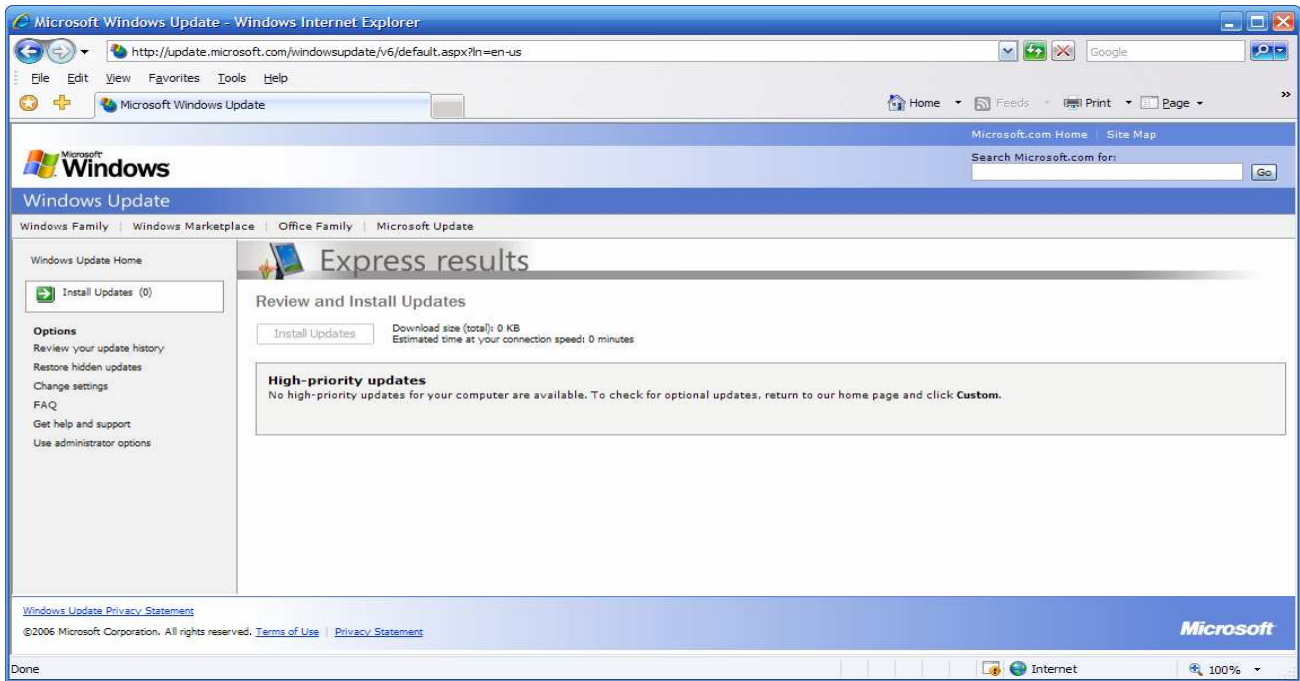 Microsoft Windows Update - Windows Internet Explorer
http://update.microsoft.com/windowsupdate/v6/default.aspx?ln=en-us
Google
File Edit View Favorites Tools Help
Microsoft Windows Update
Home Feeds Print Page
Microsoft.com Home | Site Map
Microsoft Windows
Search Microsoft.com for:
Go
Windows Update
Windows Family | Windows Marketplace | Office Family | Microsoft Update
Windows Update Home
Install Updates (0)
Options
Review your update history
Restore hidden updates
Change settings
FAQ
Get help and support
Use administrator options
Express results
Review and Install Updates
Install Updates
Download size (total): 0 KB
Estimated time at your connection speed: 0 minutes
High-priority updates
No high-priority updates for your computer are available. To check for optional updates, return to our home page and click Custom.
Windows Update Privacy Statement
©2006 Microsoft Corporation. All rights reserved. Terms of Use | Privacy Statement
Microsoft
Done
Internet
100%